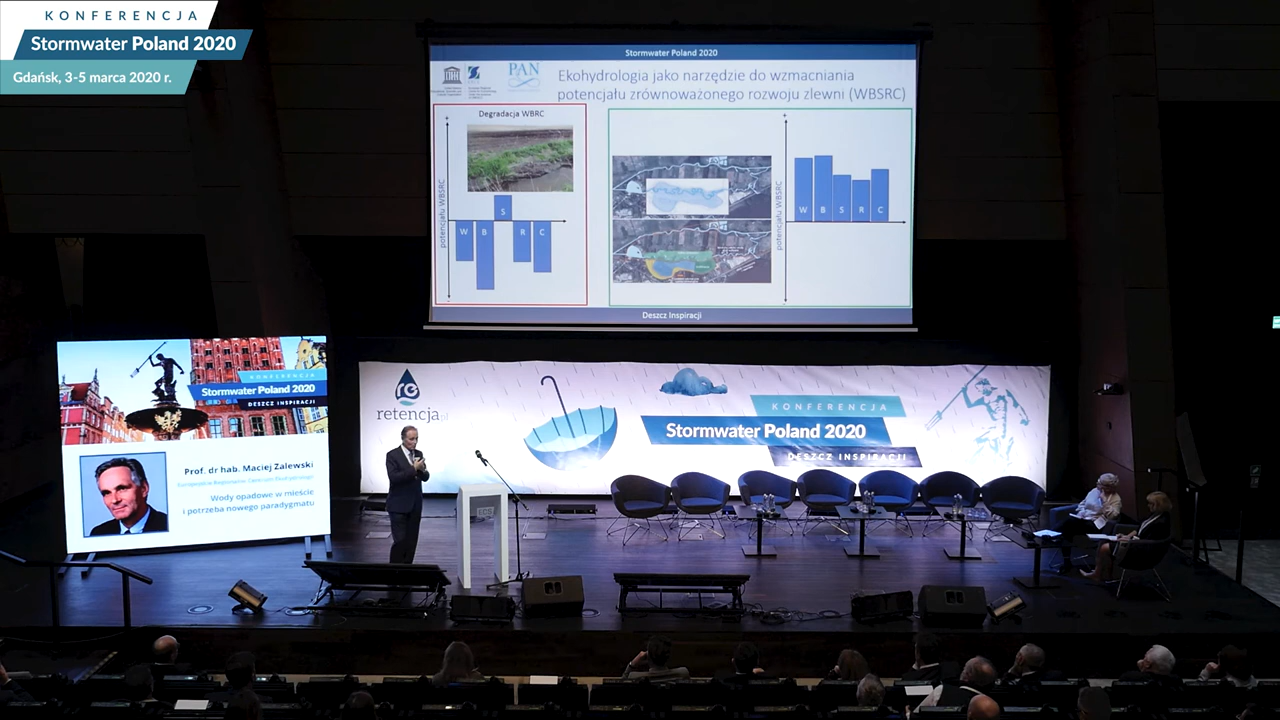 KONFERENCJA
Stormwater Poland 2020
Gdańsk, 3-5 marca 2020 r.
Stormwater Poland 2020
PAN
Ekohydrologia jako narzędzie do wzmacniania
potencjału zrównoważonego rozwoju zlewni (WBSRC)
Degradacja WBRC
potencjału WBSRC
W B S R C
potencjału WBSRC
W B S R C
Deszcz Inspiracji
KONFERENCJA
Stormwater Poland 2020
DESZCZ INSPIRACJI
Prof. dr hab. Maciej Zalewski
Wody opadowe w mieście
i potrzeba nowego paradygmatu
retencja.pl
KONFERENCJA
Stormwater Poland 2020
DESZCZ INSPIRACJI